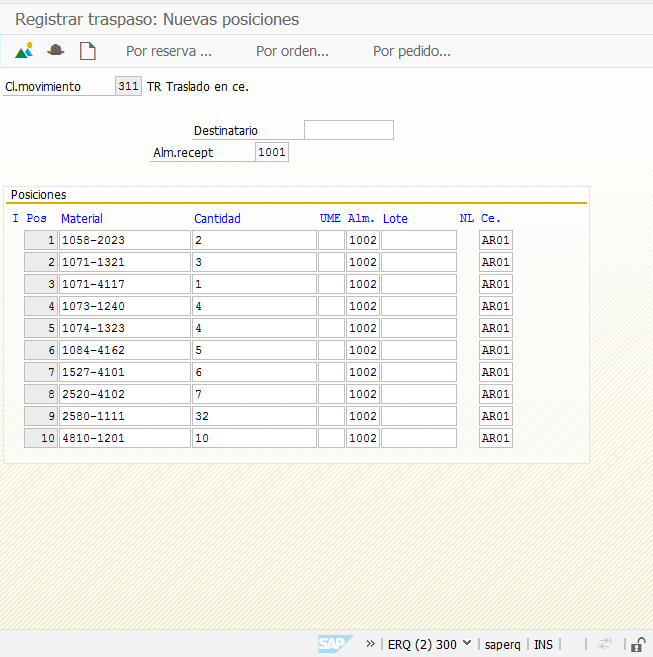 Registrar traspaso: Nuevas posiciones
Por reserva ... Por orden... Por pedido...
Cl.movimiento 311 TR Traslado en ce.
Destinatario
Alm.recept 1001
Posiciones
I Pos Material Cantidad UME Alm. Lote NL Ce.
1 1058-2023 2 1002 AR01
2 1071-1321 3 1002 AR01
3 1071-4117 1 1002 AR01
4 1073-1240 4 1002 AR01
5 1074-1323 4 1002 AR01
6 1084-4162 5 1002 AR01
7 1527-4101 6 1002 AR01
8 2520-4102 7 1002 AR01
9 2580-1111 32 1002 AR01
10 4810-1201 10 1002 AR01
SAP » ERQ (2) 300 saperq INS